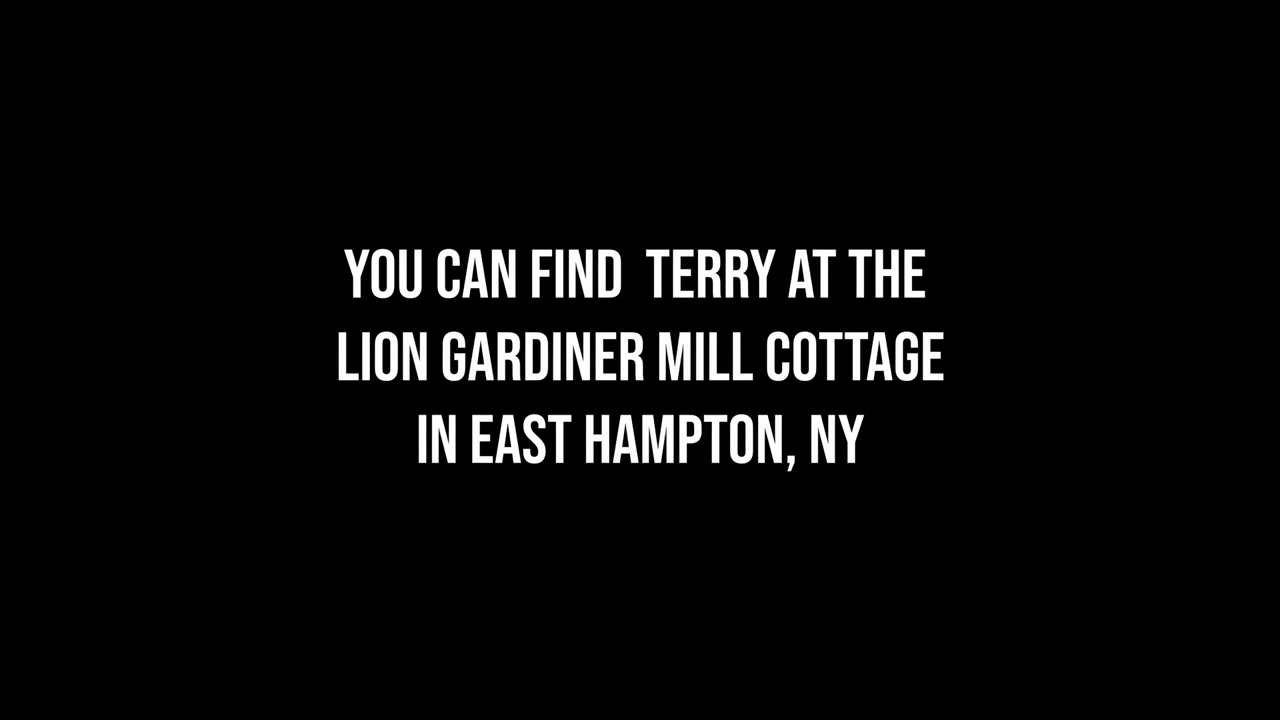 YOU CAN FIND  TERRY AT THE
LION GARDINER MILL COTTAGE
IN EAST HAMPTON, NY